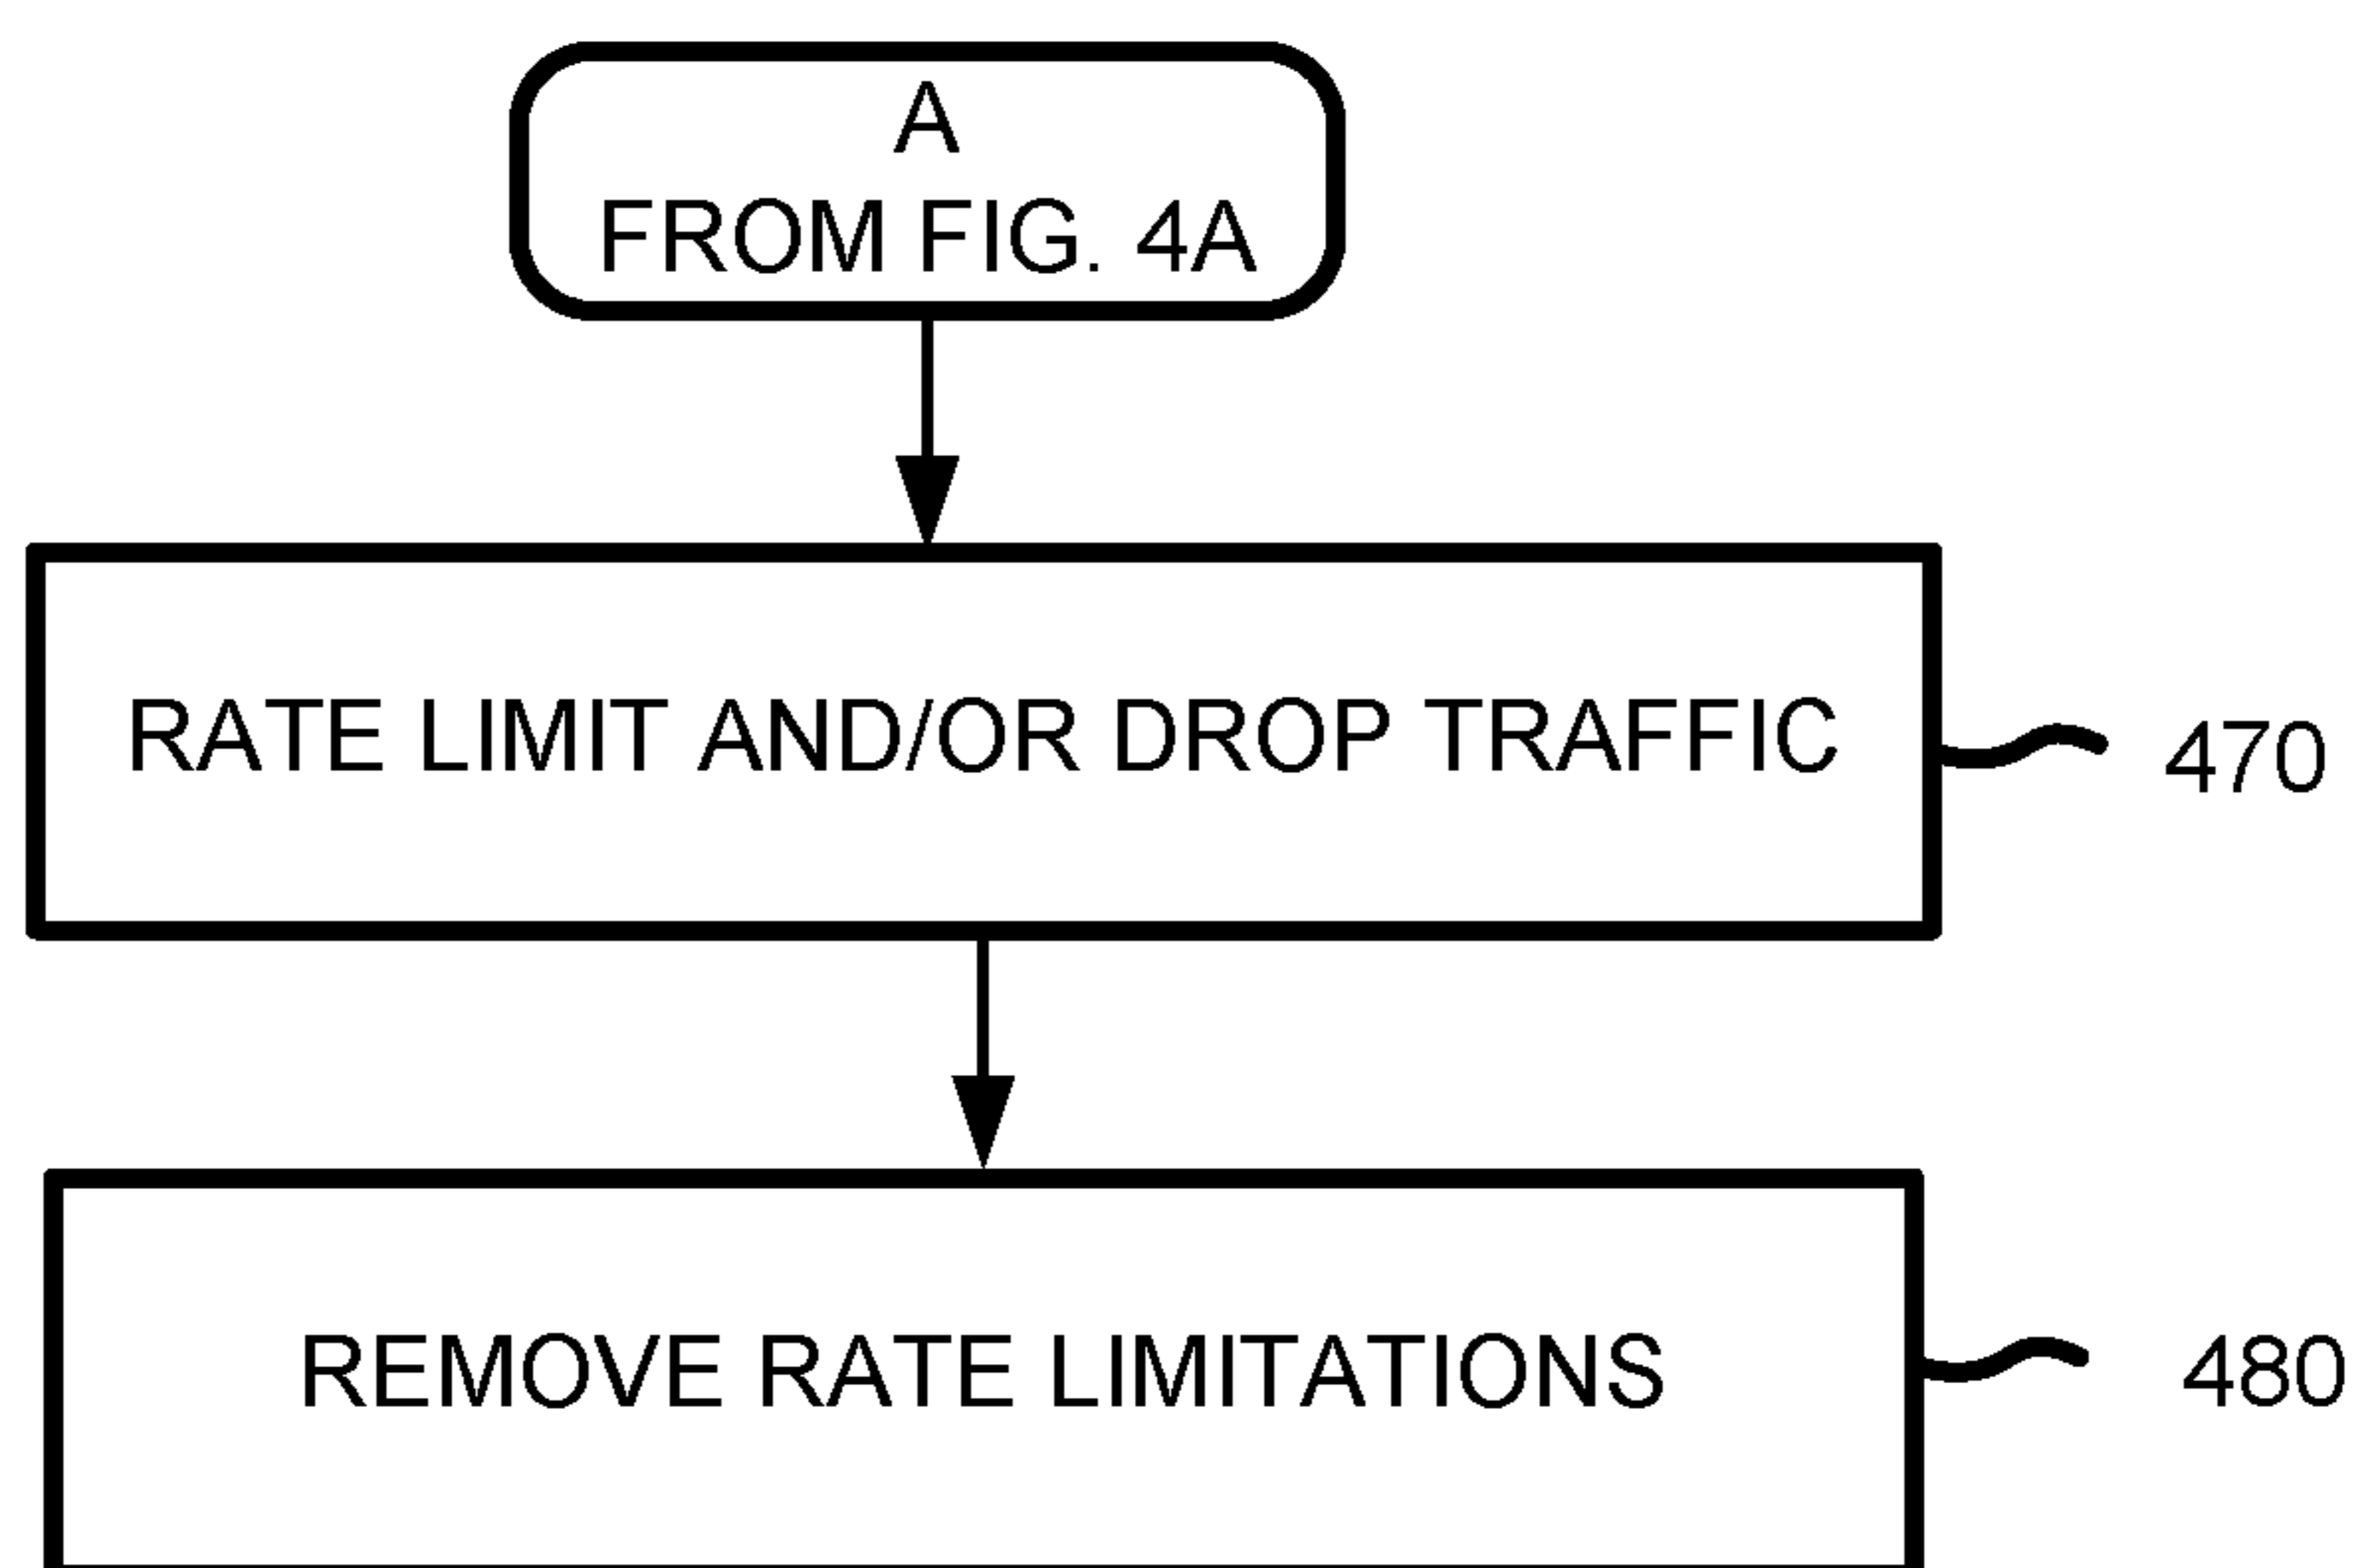 A
FROM FIG. 4A
RATE LIMIT AND/OR DROP TRAFFIC
470
REMOVE RATE LIMITATIONS
480